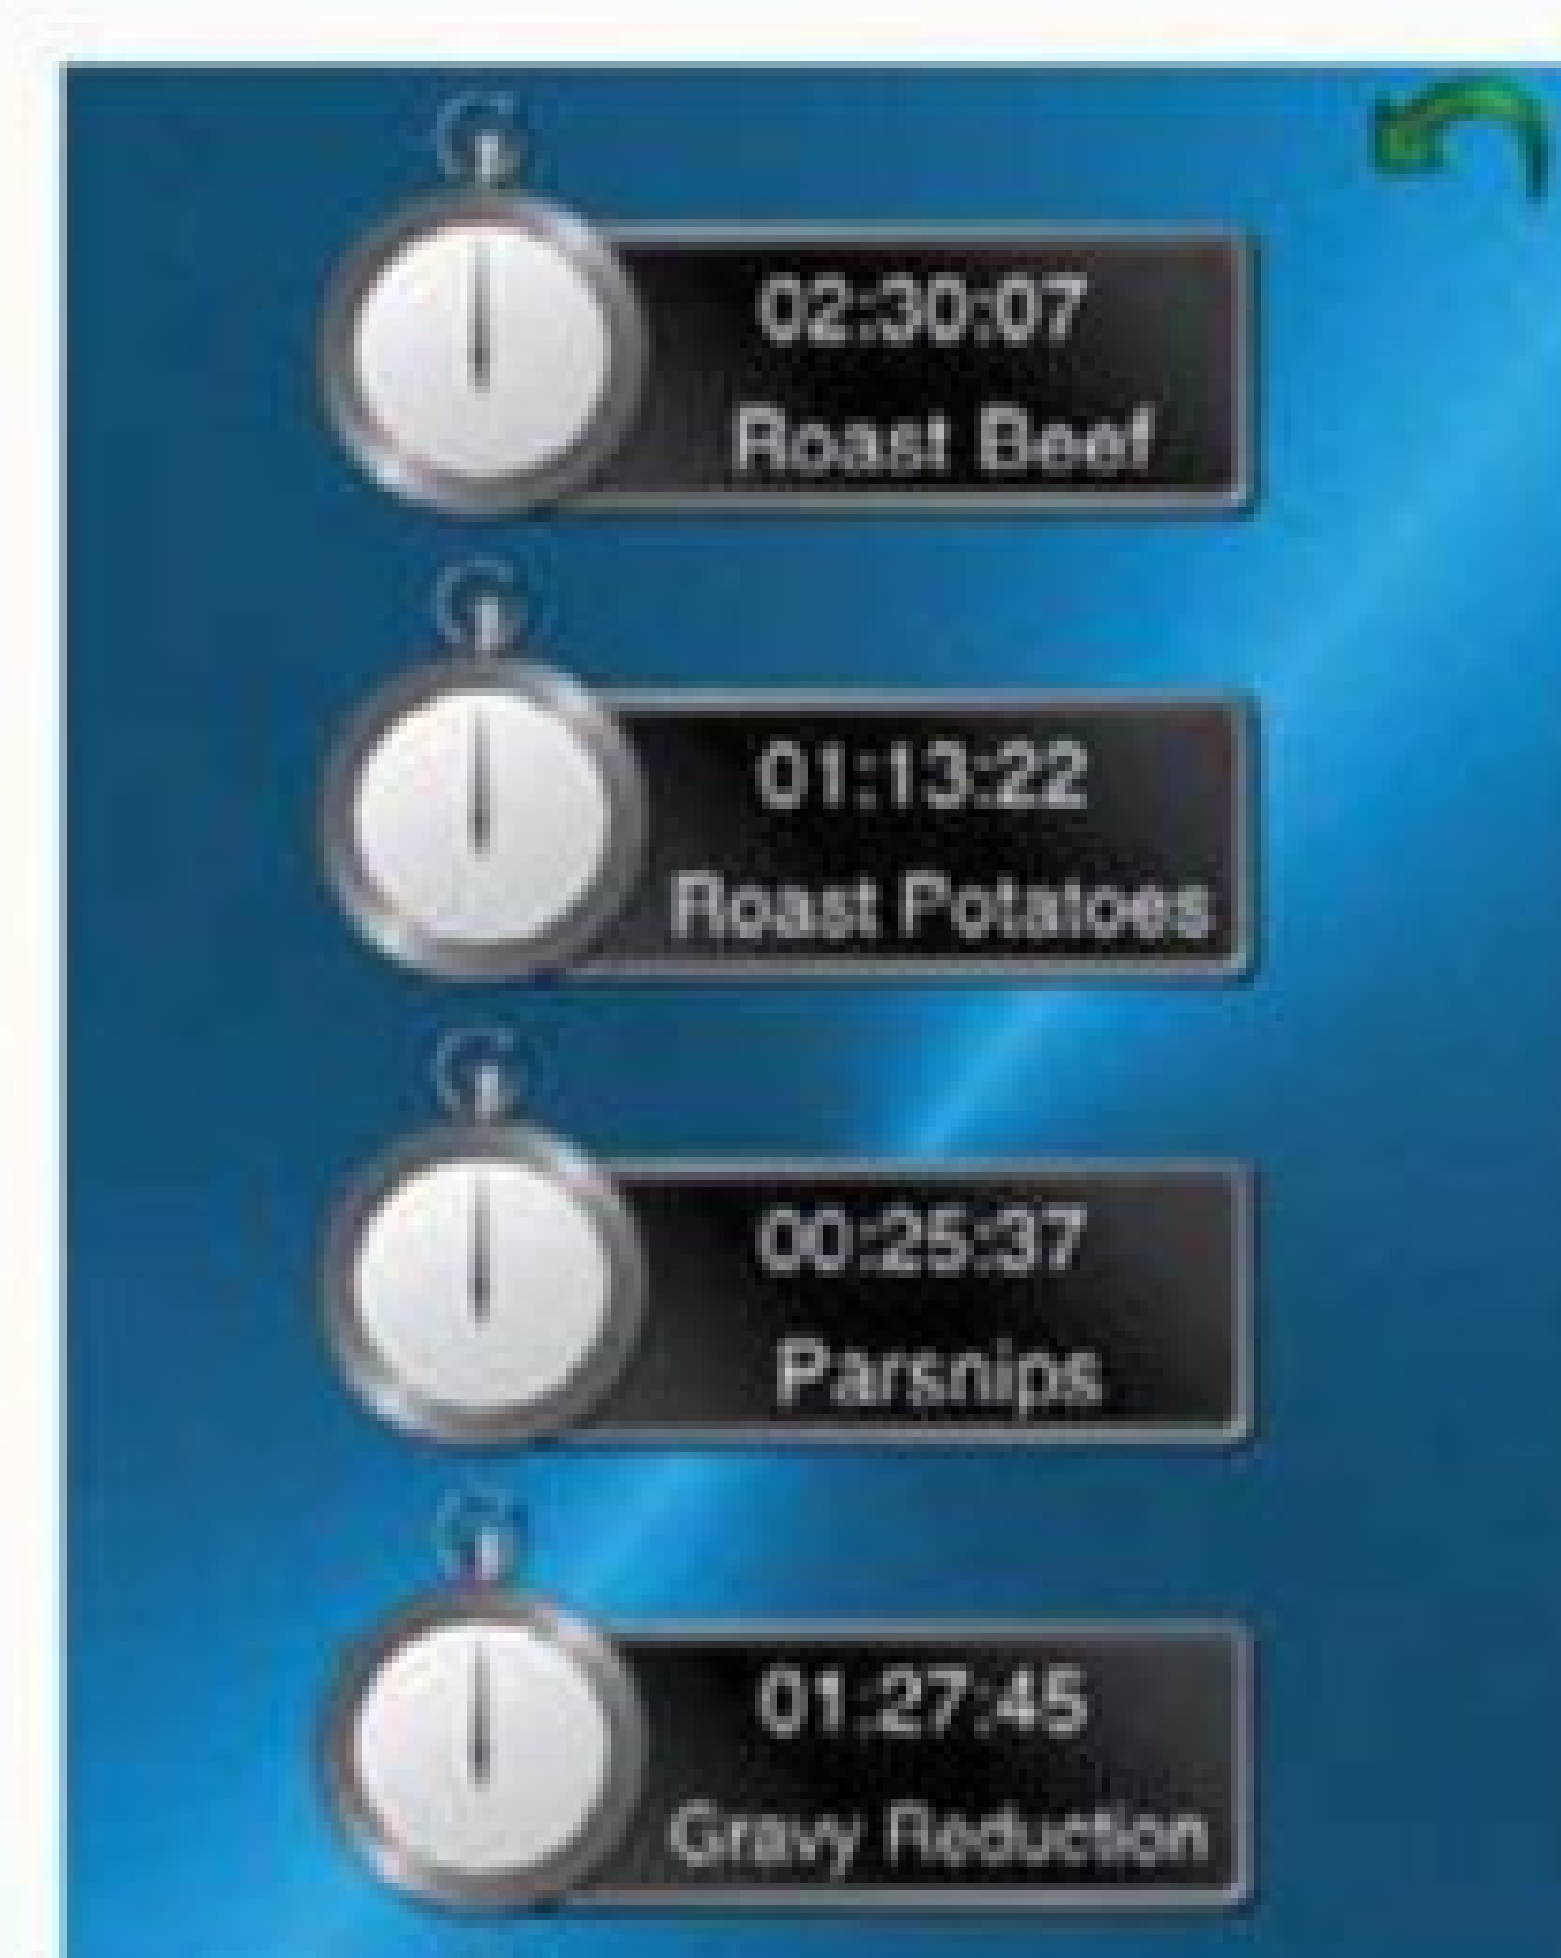 02:30:07
Roast Beef
01:13:22
Roast Potatoes
00:25:37
Parsnips
01:27:45
Gravy Reduction